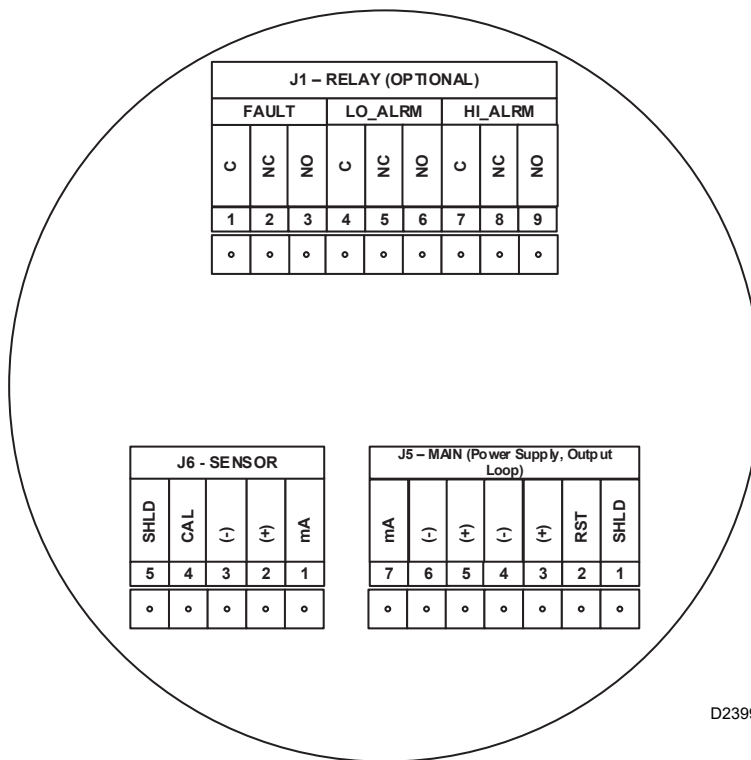 J1 – RELAY (OPTIONAL)
FAULT LO_ALRM HI_ALRM
C NC NO C NC NO C NC NO
1 2 3 4 5 6 7 8 9
J6 - SENSOR
SHLD CAL (-) (+) mA
5 4 3 2 1
J5 – MAIN (Power Supply, Output
Loop)
mA (-) (+) (-) (+) RST SHLD
7 6 5 4 3 2 1
D2399